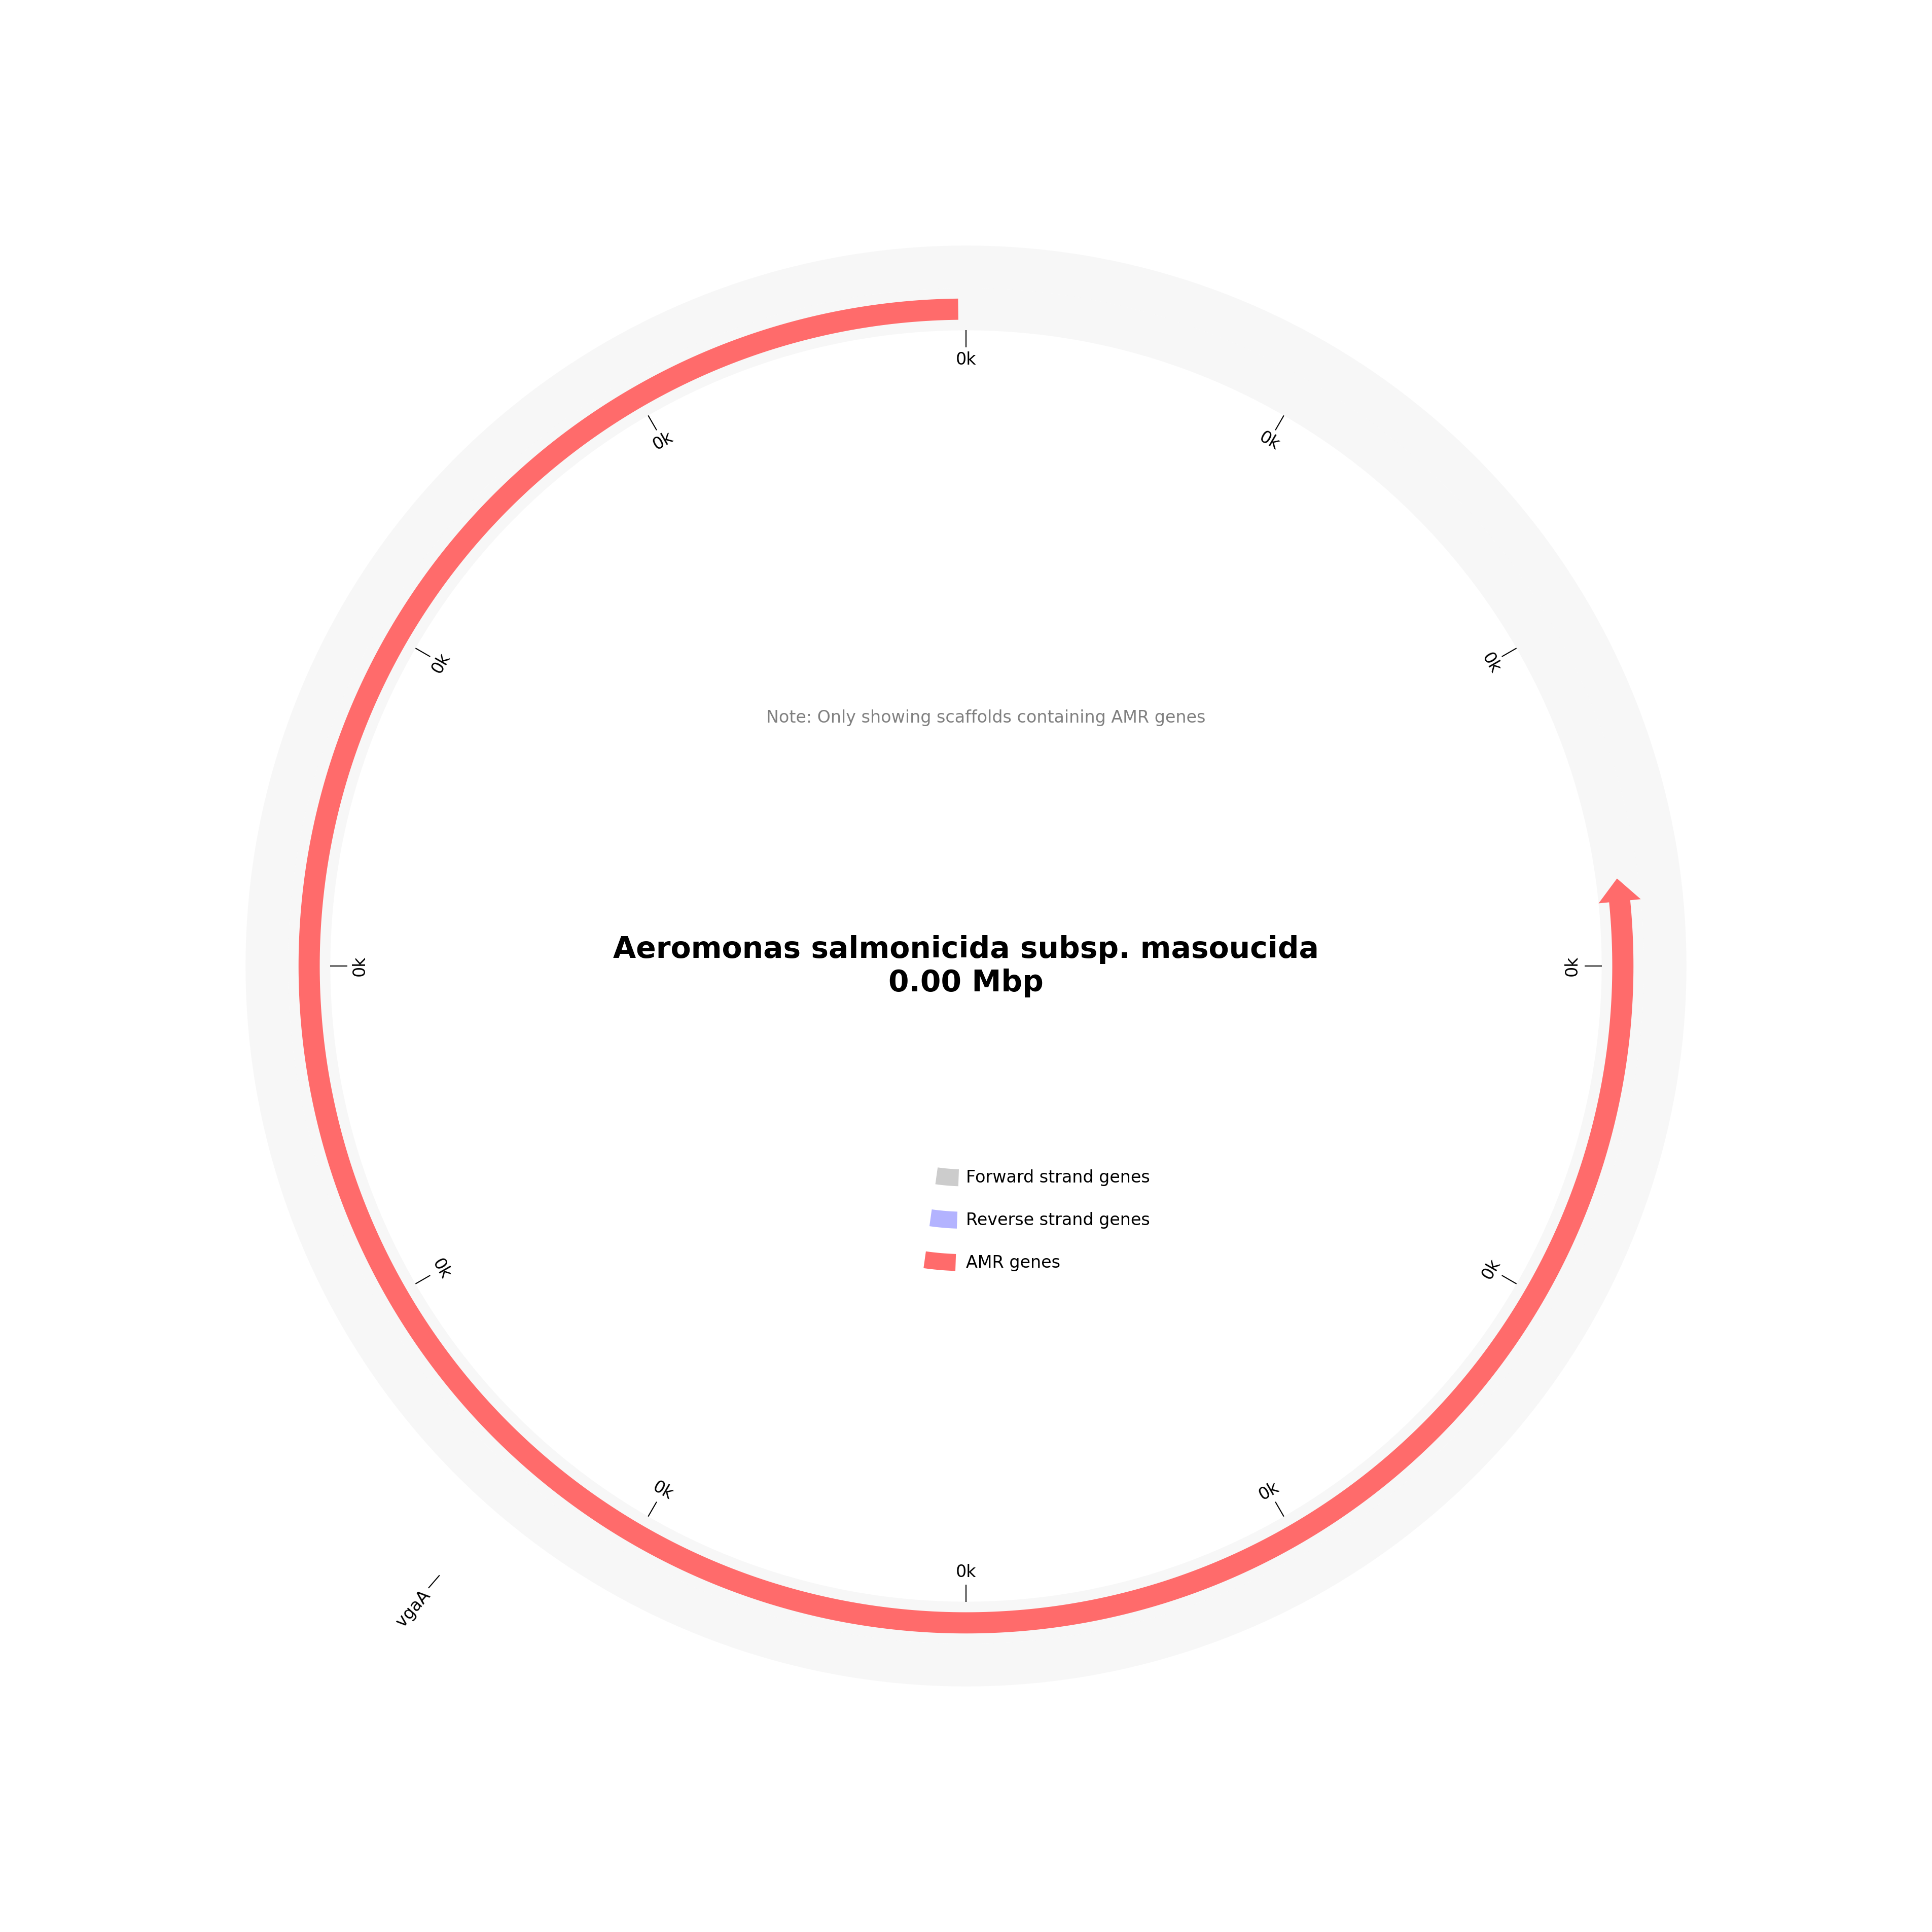 0k
0k
0k
0k
0k
0k
Note: Only showing scaffolds containing AMR genes
Aeromonas salmonicida subsp. masoucida
0.00 Mbp
0k
0k
Forward strand genes
Reverse strand genes
AMR genes
0k
0k
0k
0k
vgaA